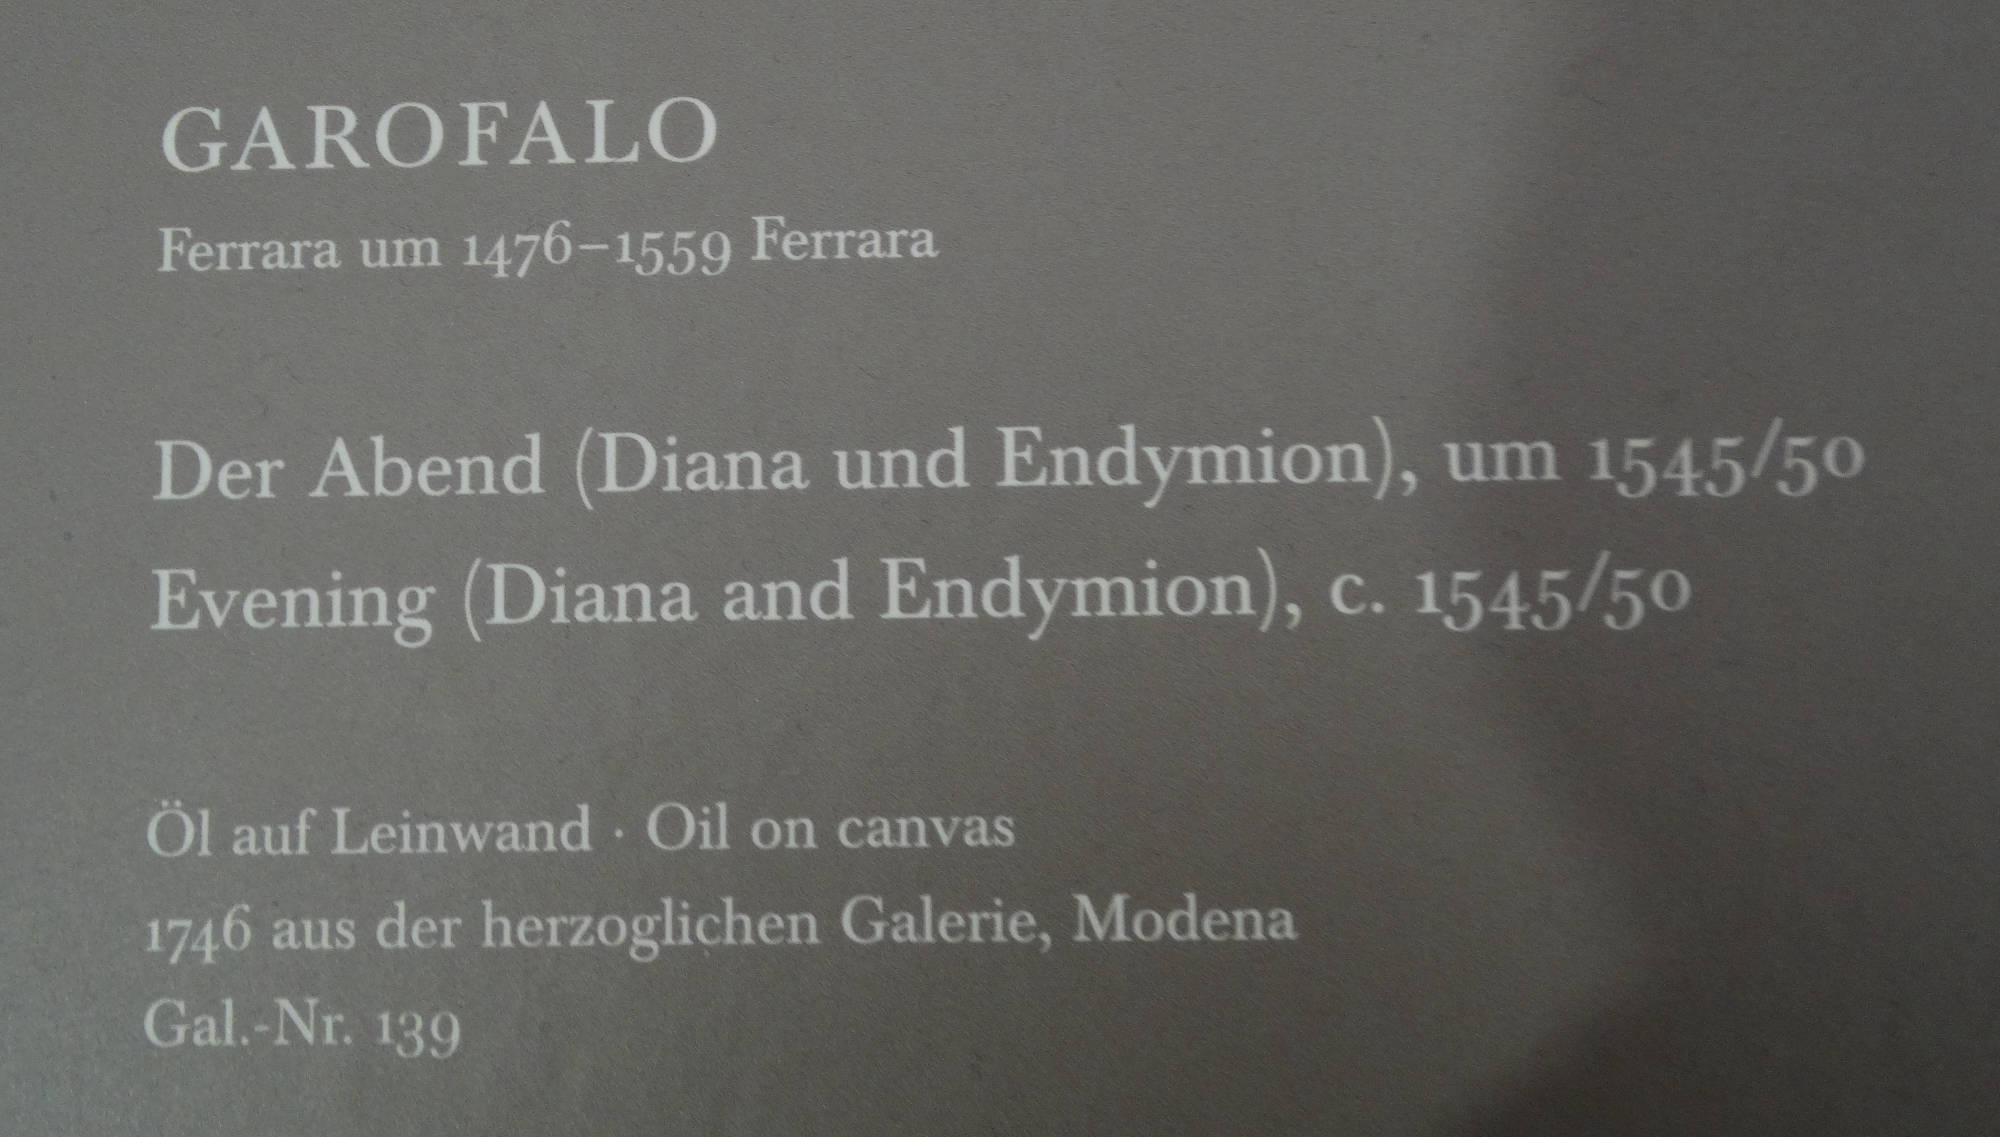 GAROFALO
Ferrara um 1476–1559 Ferrara
Der Abend (Diana und Endymion), um 1545/50
Evening (Diana and Endymion), c. 1545/50
Öl auf Leinwand · Oil on canvas
1746 aus der herzoglichen Galerie, Modena
Gal.-Nr. 139